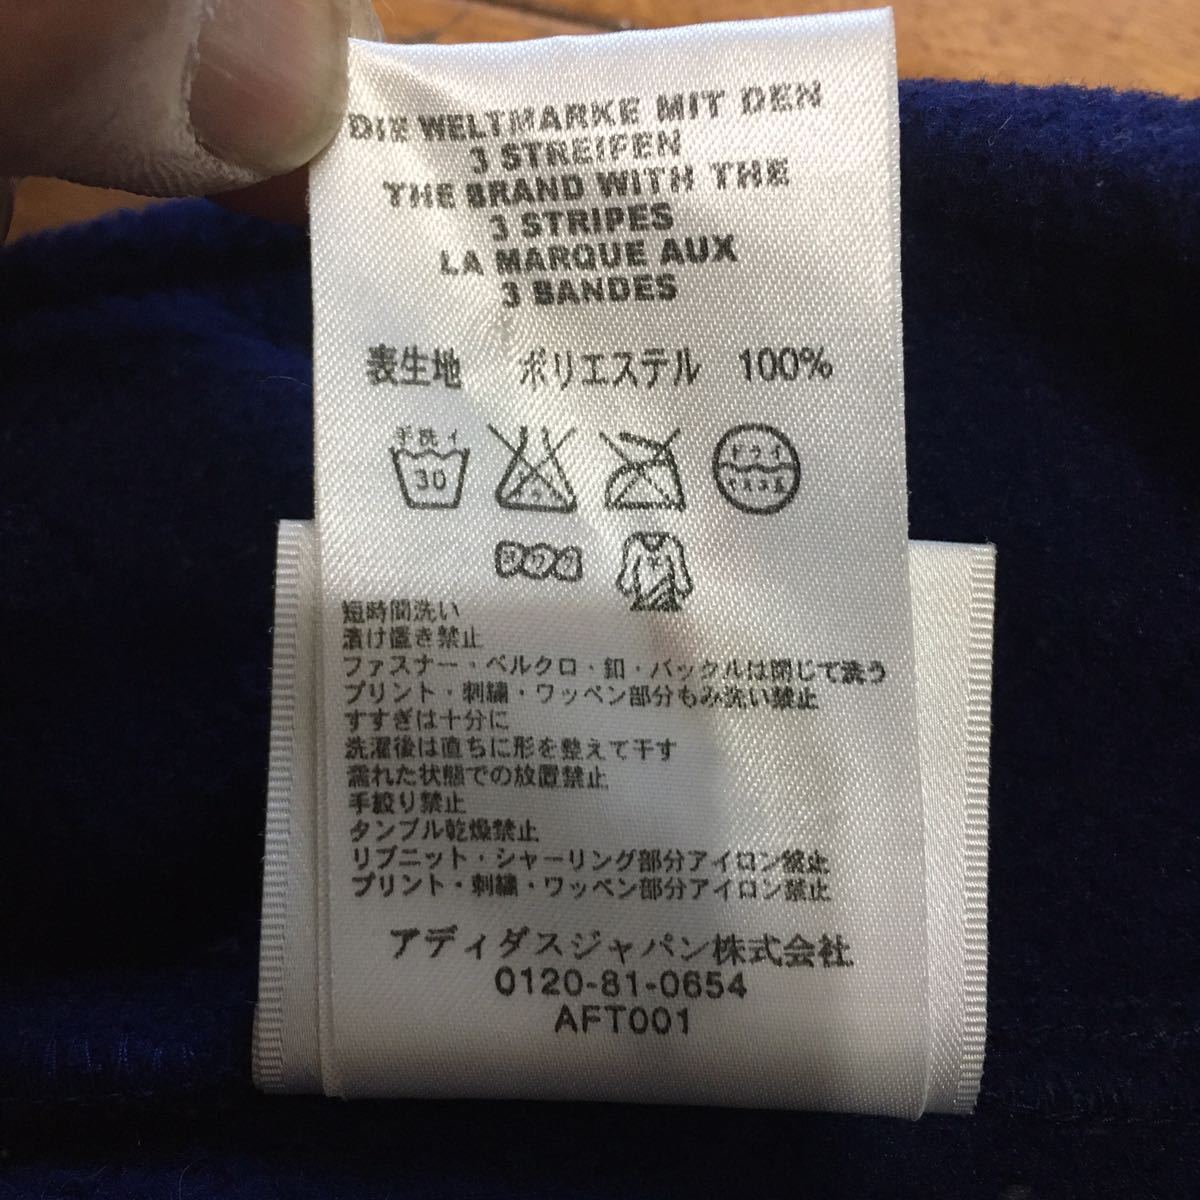 DIE WELTMARKE MIT DEN
3 STREIFEN
THE BRAND WITH THE
3 STRIPES
LA MARQUE AUX
3 BANDES
表生地 ポリエステル 100%
手洗イ
30
ドライ
セキユ系
短時間洗い
漬け置き禁止
ファスナー・ベルクロ・釦・バックルは閉じて洗う
プリント・刺繍・ワッペン部分もみ洗い禁止
すすぎは十分に
洗濯後は直ちに形を整えて干す
濡れた状態での放置禁止
手絞り禁止
タンブル乾燥禁止
リブニット・シャーリング部分アイロン禁止
プリント・刺繍・ワッペン部分アイロン禁止
アディダスジャパン株式会社
0120-81-0654
AFT001